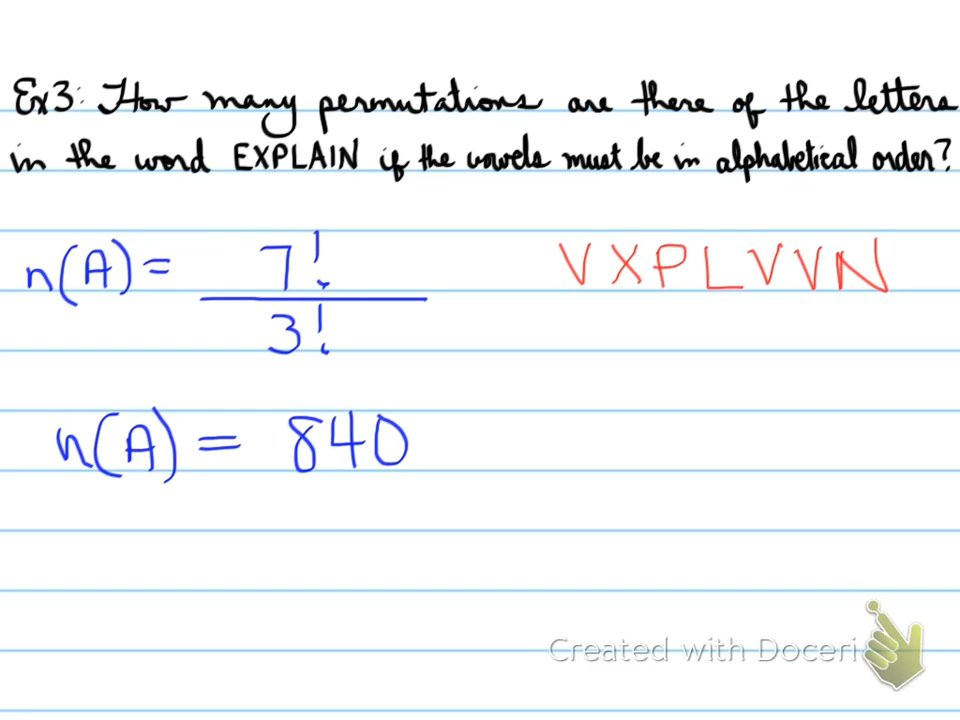 Ex3: How many permutations are there of the letters
in the word EXPLAIN if the vowels must be in alphabetical order?
n(A) = 7! / 3!
VXPLVVN
n(A) = 840
Created with Doceri